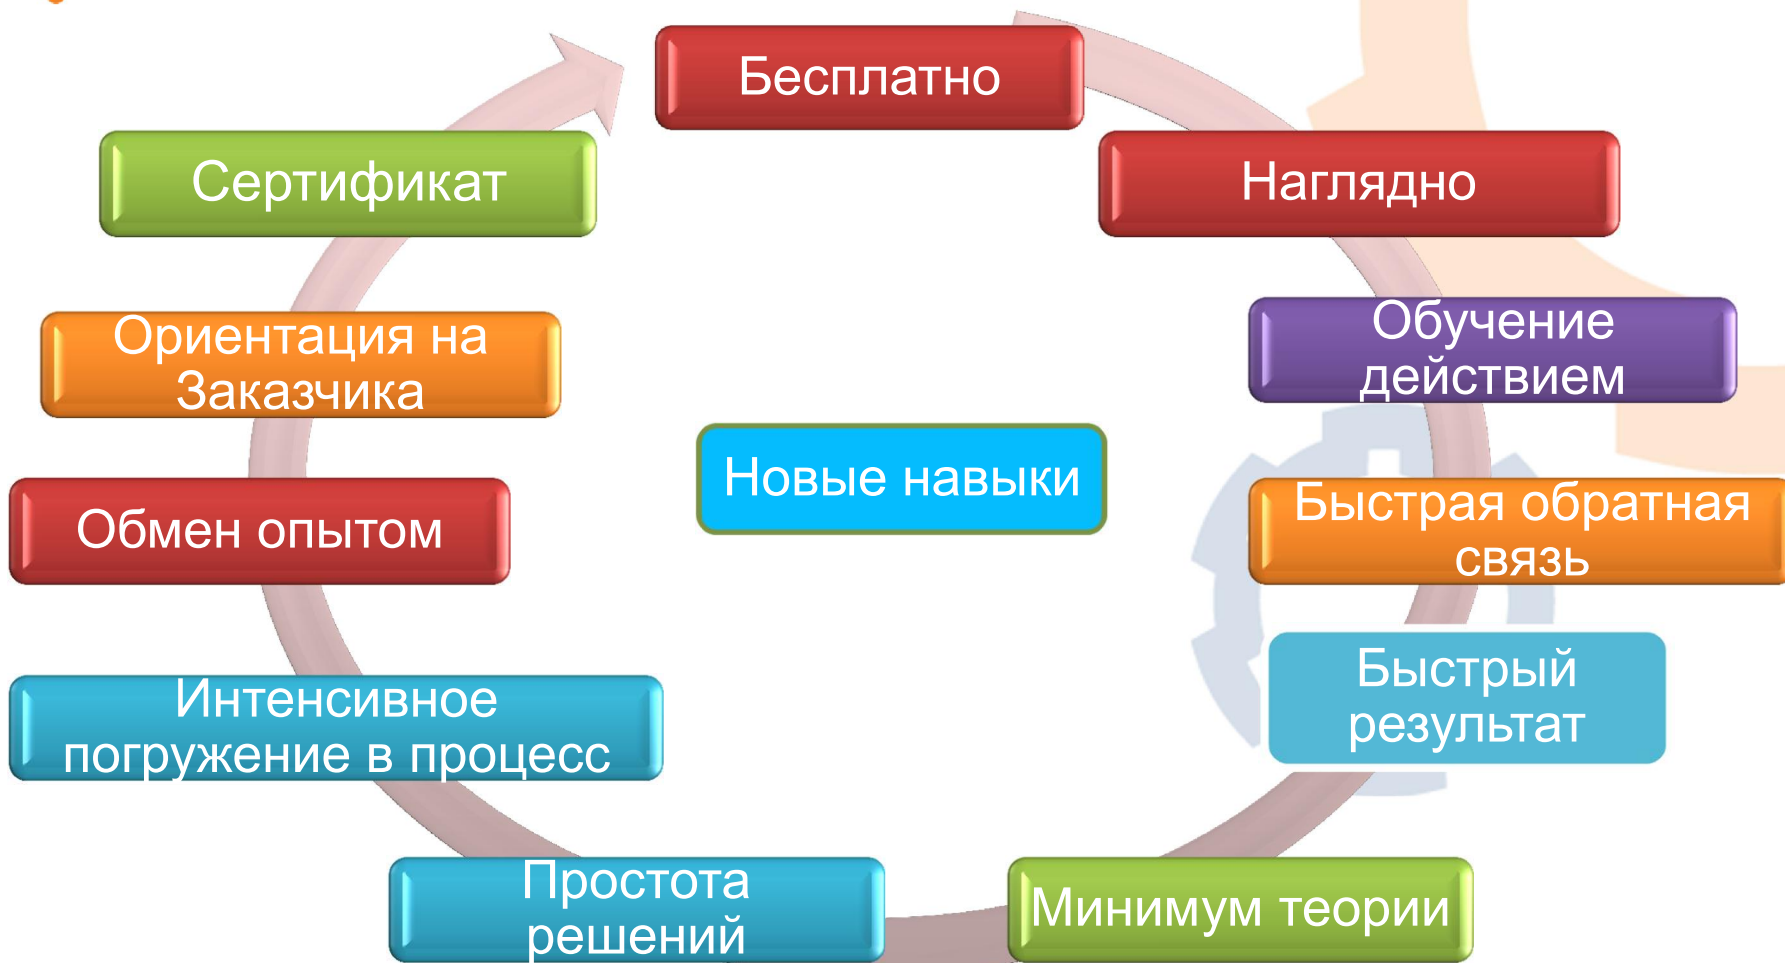 Бесплатно
Сертификат
Наглядно
Ориентация на
Заказчика
Обучение
действием
Новые навыки
Обмен опытом
Быстрая обратная
связь
Интенсивное
погружение в процесс
Быстрый
результат
Простота
решений
Минимум теории